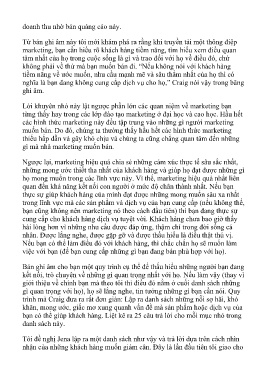 doanh thu nhờ bản quảng cáo này.
Từ bản ghi âm này tôi mới khám phá ra rằng khi truyền tải một thông điệp
marketing, bạn cần hiểu rõ khách hàng tiềm năng, tìm hiểu xem điều quan
tâm nhất của họ trong cuộc sống là gì và trao đổi với họ về điều đó, chứ
không phải về thứ mà bạn muốn bán đi. “Nếu không nói với khách hàng
tiềm năng về ước muốn, nhu cầu mạnh mẽ và sâu thẳm nhất của họ thì có
nghĩa là bạn đang không cung cấp dịch vụ cho họ,” Craig nói vậy trong băng
ghi âm.
Lời khuyên nhỏ này lật ngược phần lớn các quan niệm về marketing bạn
từng thấy hay trong các lớp đào tạo marketing ở đại học và cao học. Hầu hết
các hình thức marketing này đều tập trung vào những gì người marketing
muốn bán. Do đó, chúng ta thường thấy hầu hết các hình thức marketing
thiếu hấp dẫn và gây khó chịu và chúng ta cũng chẳng quan tâm đến những
gì mà nhà marketing muốn bán.
Ngược lại, marketing hiệu quả chia sẻ những cảm xúc thực tế sâu sắc nhất,
những mong ước thiết tha nhất của khách hàng và giúp họ đạt được những gì
họ mong muốn trong các lĩnh vực này. Vì thế, marketing hiệu quả nhất liên
quan đến khả năng kết nối con người ở mức độ chân thành nhất. Nếu bạn
thực sự giúp khách hàng của mình đạt được những mong muốn sâu xa nhất
trong lĩnh vực mà các sản phẩm và dịch vụ của bạn cung cấp (nếu không thế,
bạn cũng không nên marketing nó theo cách đầu tiên) thì bạn đang thực sự
cung cấp cho khách hàng dịch vụ tuyệt vời. Khách hàng chưa bao giờ thấy
hài lòng hơn vì những nhu cầu được đáp ứng, thậm chí trong đời sống cá
nhân. Được lắng nghe, được gặp gỡ và được thấu hiểu là điều thật thú vị.
Nếu bạn có thể làm điều đó với khách hàng, thì chắc chắn họ sẽ muốn làm
việc với bạn (để bạn cung cấp những gì bạn đang bán phù hợp với họ).
Bản ghi âm cho bạn một quy trình cụ thể để thấu hiểu những người bạn đang
kết nối, trò chuyện về những gì quan trọng nhất với họ. Nếu làm vậy (thay vì
giới thiệu về chính bạn mà theo tôi thì điều đó nằm ở cuối danh sách những
gì quan trọng với họ), họ sẽ lắng nghe, tin tưởng những gì bạn cần nói. Quy
trình mà Craig đưa ra rất đơn giản: Lập ra danh sách những nỗi sợ hãi, khó
khăn, mong ước, giấc mơ xung quanh vấn đề mà sản phẩm hoặc dịch vụ của
bạn có thể giúp khách hàng. Liệt kê ra 25 câu trả lời cho mỗi mục nhỏ trong
danh sách này.
Tôi đề nghị Jena lập ra một danh sách như vậy và trả lời dựa trên cách nhìn
nhận của những khách hàng muốn giảm cân. Đây là lần đầu tiên tôi giao cho